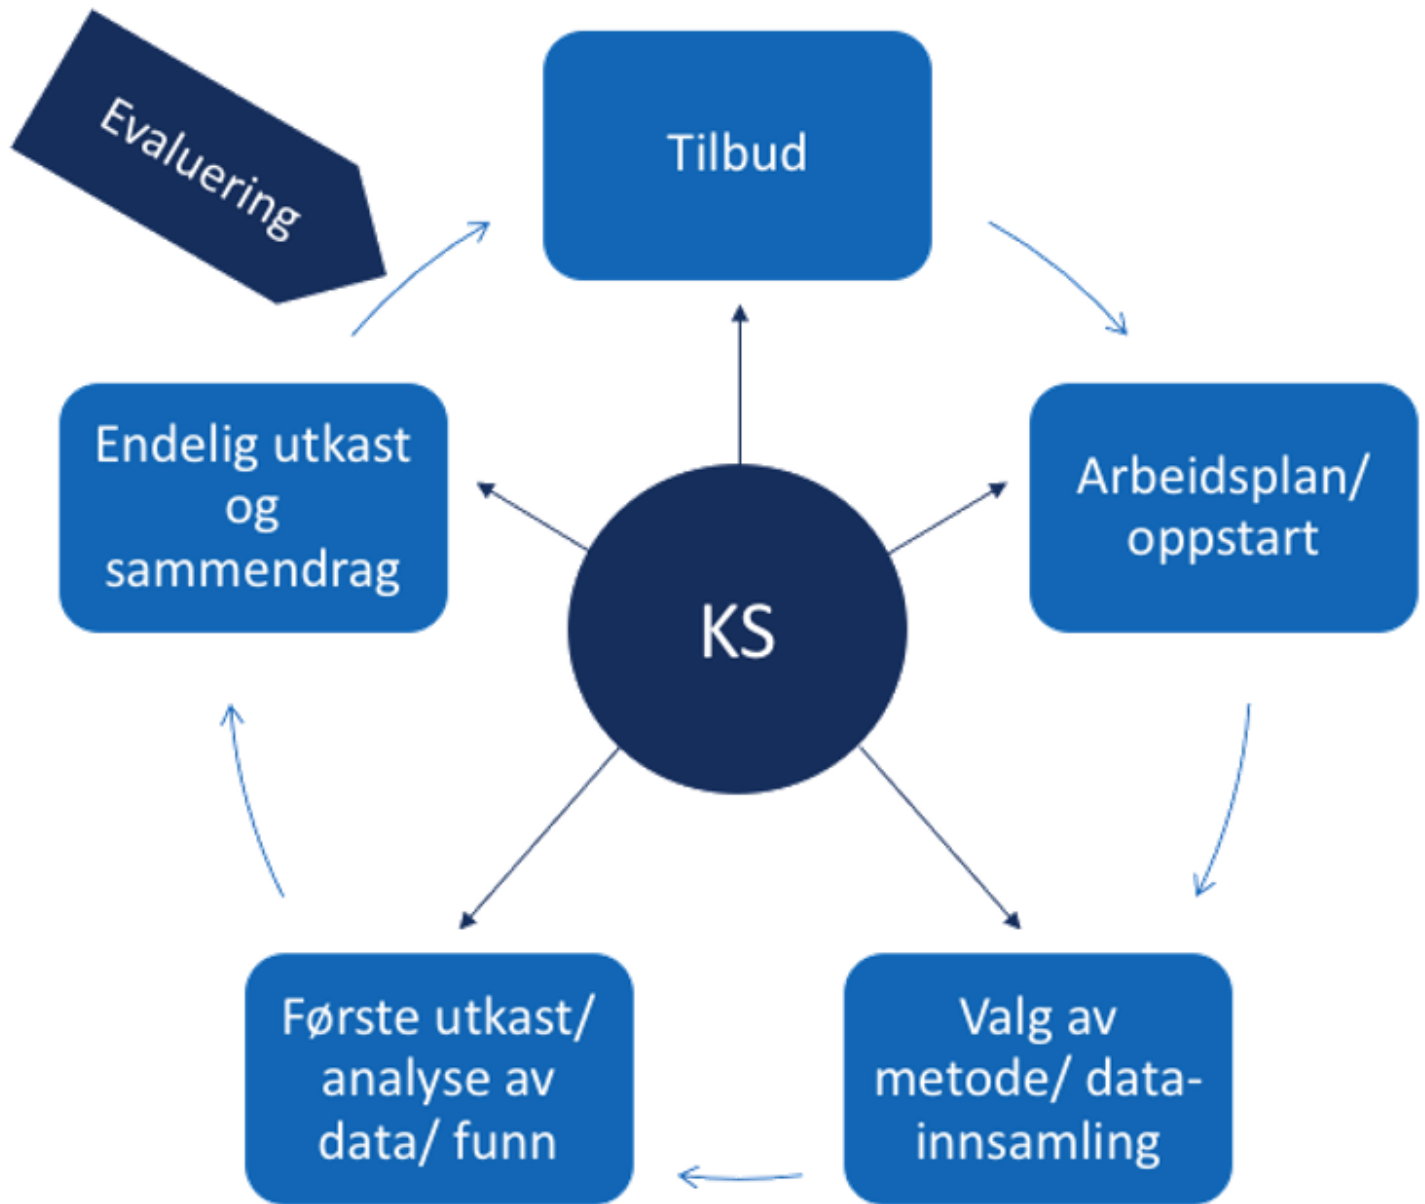 Evaluering
Tilbud
Endelig utkast
og
sammendrag
Arbeidsplan/
oppstart
KS
Første utkast/
analyse av
data/ funn
Valg av
metode/ data-
innsamling